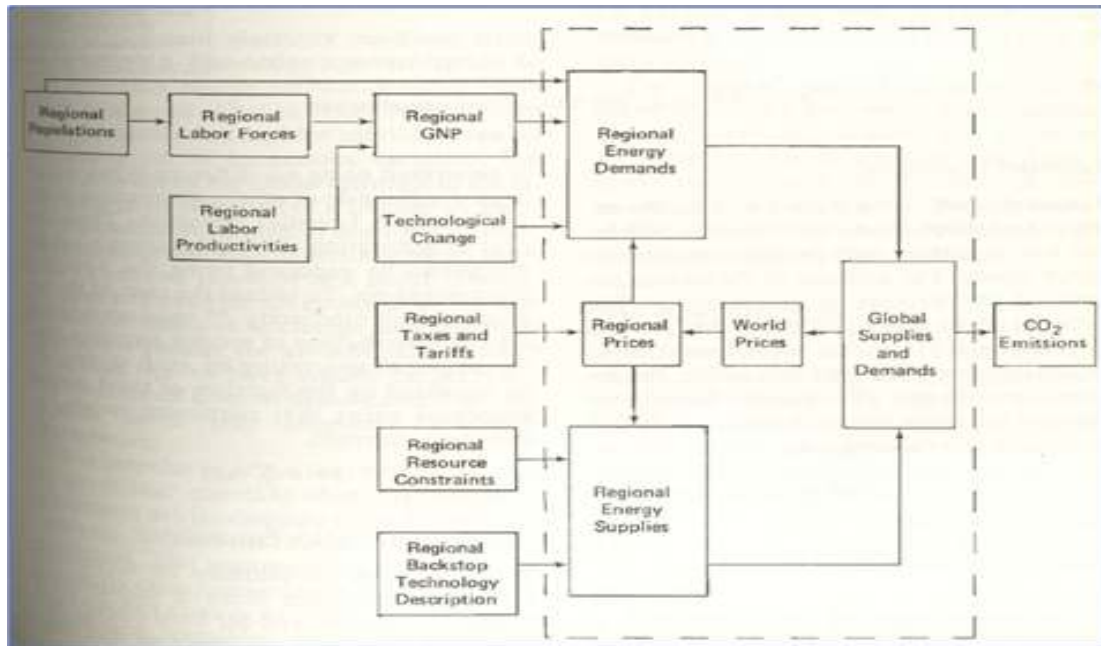 Regional
Populations
Regional
Labor Forces
Regional
GNP
Regional
Energy
Demands
Regional
Labor
Productivities
Technological
Change
Regional
Taxes and
Tariffs
Regional
Prices
World
Prices
Global
Supplies
and
Demands
CO2
Emissions
Regional
Resource
Constraints
Regional
Energy
Supplies
Regional
Backstop
Technology
Description